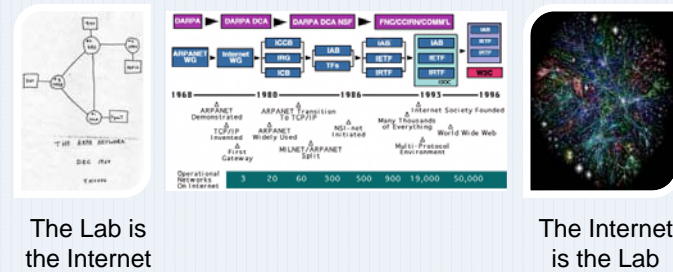 DARPA
DARPA DCA
DARPA DCA NSF
FNC/CCIRN/COMM'L
ARPANET WG
Internet WG
ICCB
IRG
ICB
IAB
TFs
IAB
IETF
IRTF
IAB
IETF
IRTF
ISOC
IAB
IETF
IRTF
W3C
1968
1980
1986
1993
1996
ARPANET
Demonstrated
TCP/IP
Invented
First
Gateway
ARPANET
Widely Used
ARPANET Transition
To TCP/IP
MILNET/ARPANET
Split
NSI-net
Initiated
Many Thousands
of Everything
Multi-Protocol
Environment
Internet Society Founded
World Wide Web
Operational
Networks
On Internet
3 20 60 300 500 900 19,000 50,000
THE ARPA NETWORK
DEC 1969
The Lab is
the Internet
The Internet
is the Lab